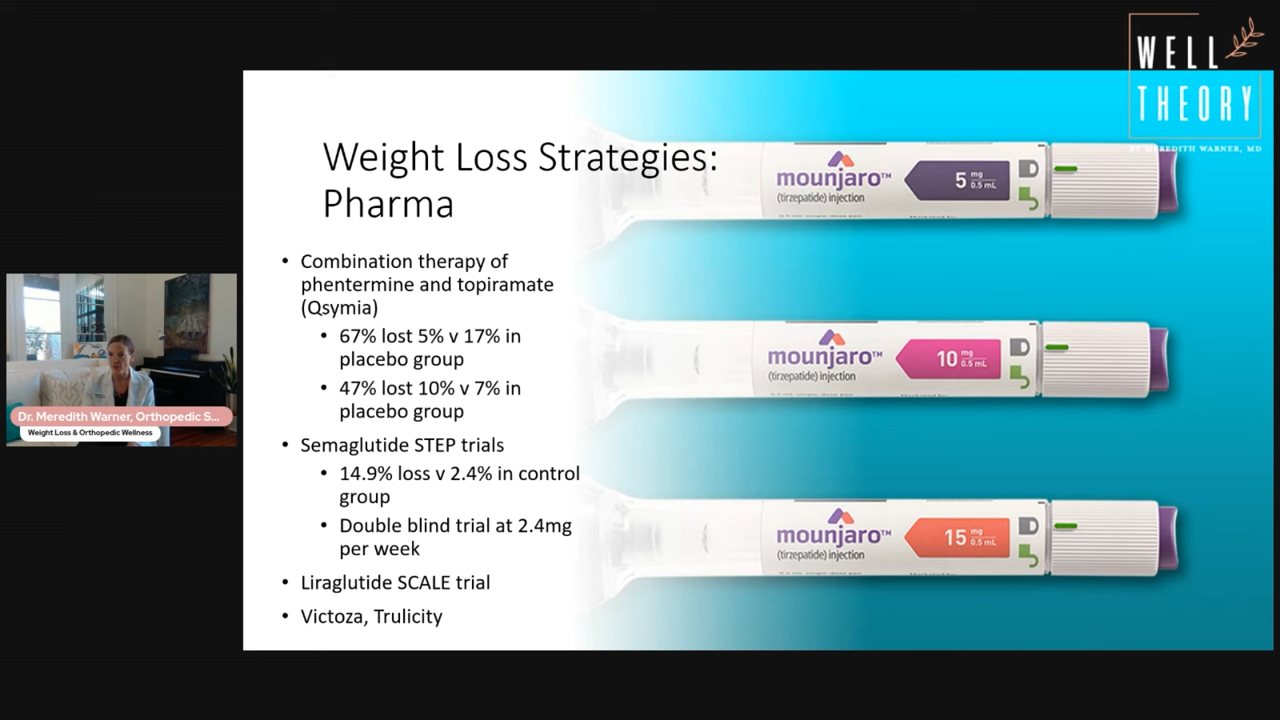 WELL
THEORY
BY MEREDITH WARNER, MD
Weight Loss Strategies:
Pharma
• Combination therapy of
phentermine and topiramate
(Qsymia)
• 67% lost 5% v 17% in
placebo group
• 47% lost 10% v 7% in
placebo group
• Semaglutide STEP trials
• 14.9% loss v 2.4% in control
group
• Double blind trial at 2.4mg
per week
• Liraglutide SCALE trial
• Victoza, Trulicity
mounjaro™
(tirzepatide) injection
5 mg
0.5 mL
mounjaro™
(tirzepatide) injection
10 mg
0.5 mL
mounjaro™
(tirzepatide) injection
15 mg
0.5 mL
Dr. Meredith Warner, Orthopedic S...
Weight Loss & Orthopedic Wellness